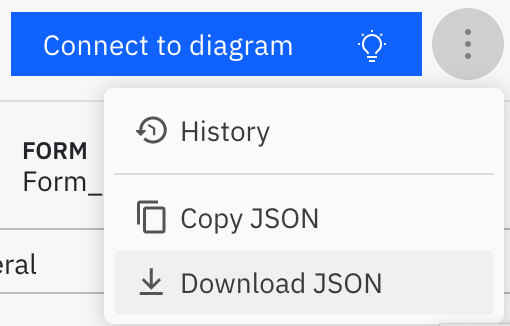 Connect to diagram
History
FORM
Form_
Copy JSON
eral
Download JSON